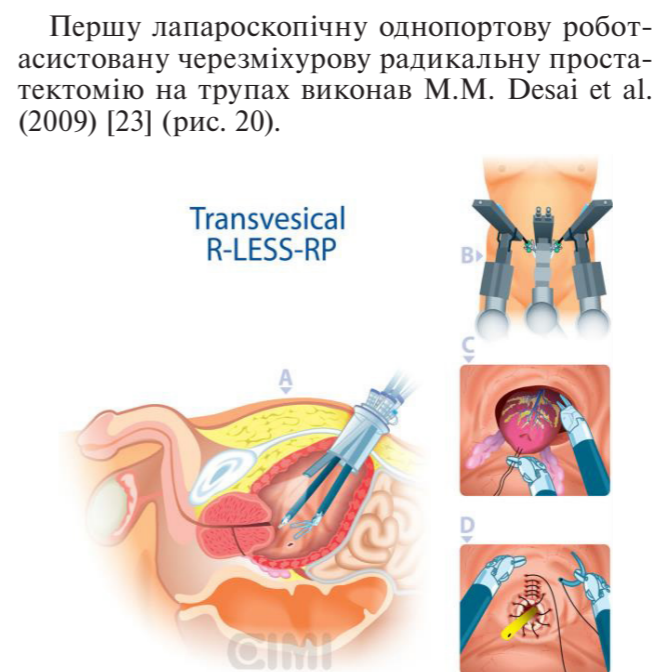 Першу лапароскопічну однопортову робот-
асистовану черезміхурову радикальну проста-
тектомію на трупах виконав М.М. Desai et al.
(2009) [23] (рис. 20).
Transvesical
R-LESS-RP
A
B
C
D
CIMI